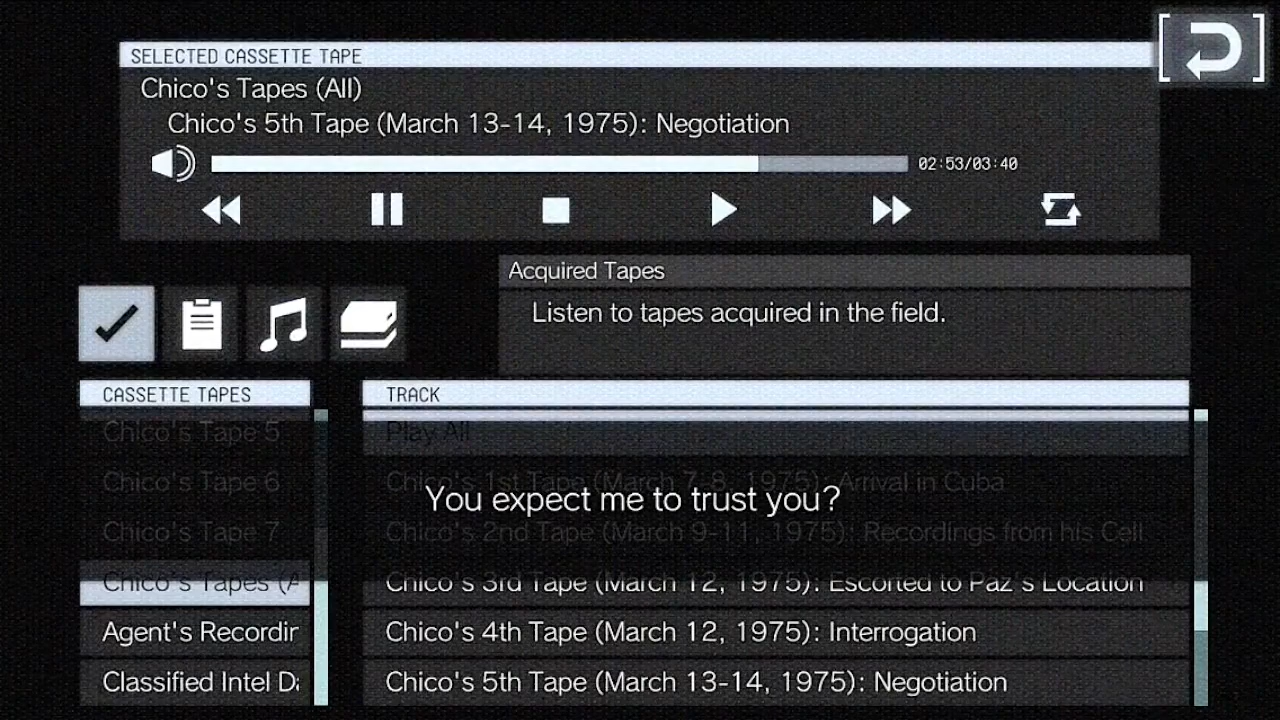 SELECTED CASSETTE TAPE
Chico's Tapes (All)
Chico's 5th Tape (March 13-14, 1975): Negotiation
02:53/03:40
Acquired Tapes
Listen to tapes acquired in the field.
CASSETTE TAPES
TRACK
Chico's Tape 5
Play All
Chico's Tape 6
Chico's 1st Tape (March 7-8, 1975): Arrival in Cuba
You expect me to trust you?
Chico's Tape 7
Chico's 2nd Tape (March 9-11, 1975): Recordings from his Cell
Chico's Tapes (A
Chico's 3rd Tape (March 12, 1975): Escorted to Paz's Location
Agent's Recordin
Chico's 4th Tape (March 12, 1975): Interrogation
Classified Intel Da
Chico's 5th Tape (March 13-14, 1975): Negotiation